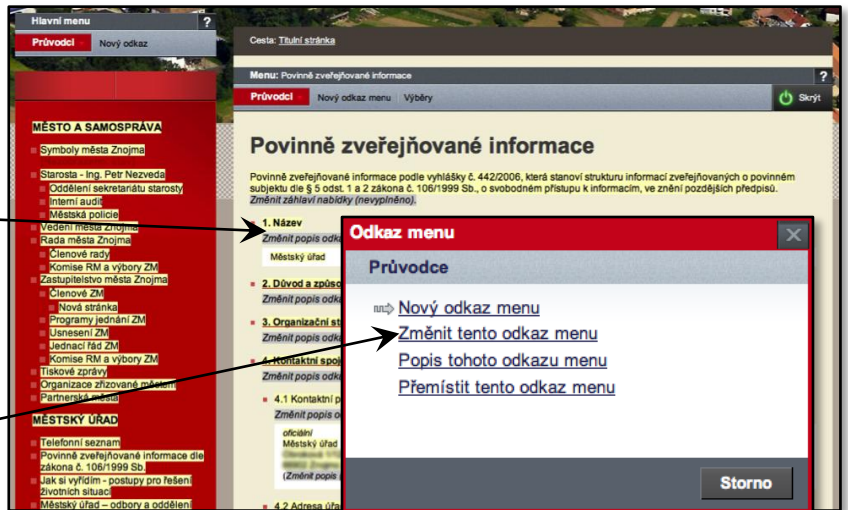 Hlavní menu ?
Průvodci Nový odkaz
MĚSTO A SAMOSPRÁVA
Symboly města Znojma
Starosta - Ing. Petr Nezveda
Oddělení sekretariátu starosty
Interní audit
Městská policie
Vedení města Znojma
Rada města Znojma
Členové rady
Komise RM a výbory ZM
Zastupitelstvo města Znojma
Členové ZM
Nová stránka
Programy jednání ZM
Usnesení ZM
Jednací řád ZM
Komise RM a výbory ZM
Tiskové zprávy
Organizace zřizované městem
Partnerská města
MĚSTSKÝ ÚŘAD
Telefonní seznam
Povinně zveřejňované informace dle
zákona č. 106/1999 Sb.
Jak si vyřídím - postupy pro řešení
životních situací
Městský úřad – odbory a oddělení
Cesta: Titulní stránka
Menu: Povinně zveřejňované informace ?
Průvodci Nový odkaz menu Výběry Skrýt
Povinně zveřejňované informace
Povinně zveřejňované informace podle vyhlášky č. 442/2006, která stanoví strukturu informací zveřejňovaných o povinném
subjektu dle § 5 odst. 1 a 2 zákona č. 106/1999 Sb., o svobodném přístupu k informacím, ve znění pozdějších předpisů.
Změnit záhlaví nabídky (nevyplněno).
1. Název
Změnit popis odka
Městský úřad
2. Důvod a způso
Změnit popis odka
3. Organizační st
Změnit popis odka
4. Kontaktní spoj
Změnit popis odka
4.1 Kontaktní p
Změnit popis o
oficiální
Městský úřad
(Změnit popis
4.2 Adresa úřa
Odkaz menu
Průvodce
Nový odkaz menu
Změnit tento odkaz menu
Popis tohoto odkazu menu
Přemístit tento odkaz menu
Storno